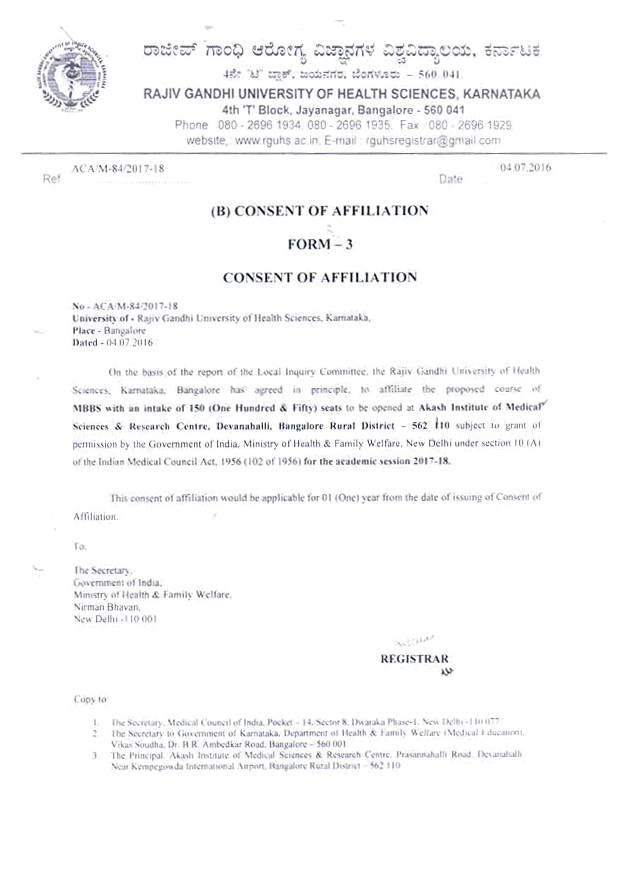 ರಾಜೀವ್ ಗಾಂಧಿ ಆರೋಗ್ಯ ವಿಜ್ಞಾನಗಳ ವಿಶ್ವವಿದ್ಯಾಲಯ, ಕರ್ನಾಟಕ
4ನೇ "ಟಿ" ಬ್ಲಾಕ್, ಜಯನಗರ, ಬೆಂಗಳೂರು – 560 041.
RAJIV GANDHI UNIVERSITY OF HEALTH SCIENCES, KARNATAKA
4th 'T' Block, Jayanagar, Bangalore - 560 041
Phone 080 - 2696 1934, 080 - 2696 1935, Fax 080 - 2696 1929
website, www.rguhs.ac.in, E-mail : rguhsregistrar@gmail.com
Ref ACA/M-84/2017-18 Date 04.07.2016
(B) CONSENT OF AFFILIATION
FORM – 3
CONSENT OF AFFILIATION
No - ACA/M-84/2017-18
University of - Rajiv Gandhi University of Health Sciences, Karnataka,
Place - Bangalore
Dated - 04.07.2016
On the basis of the report of the Local Inquiry Committee, the Rajiv Gandhi University of Health
Sciences, Karnataka, Bangalore has agreed in principle, to affiliate the proposed course of
MBBS with an intake of 150 (One Hundred & Fifty) seats to be opened at Akash Institute of Medical
Sciences & Research Centre, Devanahalli, Bangalore Rural District – 562 110 subject to grant of
permission by the Government of India, Ministry of Health & Family Welfare, New Delhi under section 10 (A)
of the Indian Medical Council Act, 1956 (102 of 1956) for the academic session 2017-18.
This consent of affiliation would be applicable for 01 (One) year from the date of issuing of Consent of
Affiliation.
To,
The Secretary,
Government of India,
Ministry of Health & Family Welfare,
Nirman Bhavan,
New Delhi -110 001
REGISTRAR
Copy to
1. The Secretary, Medical Council of India, Pocket – 14, Sector 8, Dwaraka Phase-1, New Delhi -110 077
2. The Secretary to Government of Karnataka, Department of Health & Family Welfare (Medical Education),
Vikas Soudha, Dr. B.R. Ambedkar Road, Bangalore – 560 001
3. The Principal, Akash Institute of Medical Sciences & Research Centre, Prasannahalli Road, Devanahalli
Near Kempegowda International Airport, Bangalore Rural District – 562 110